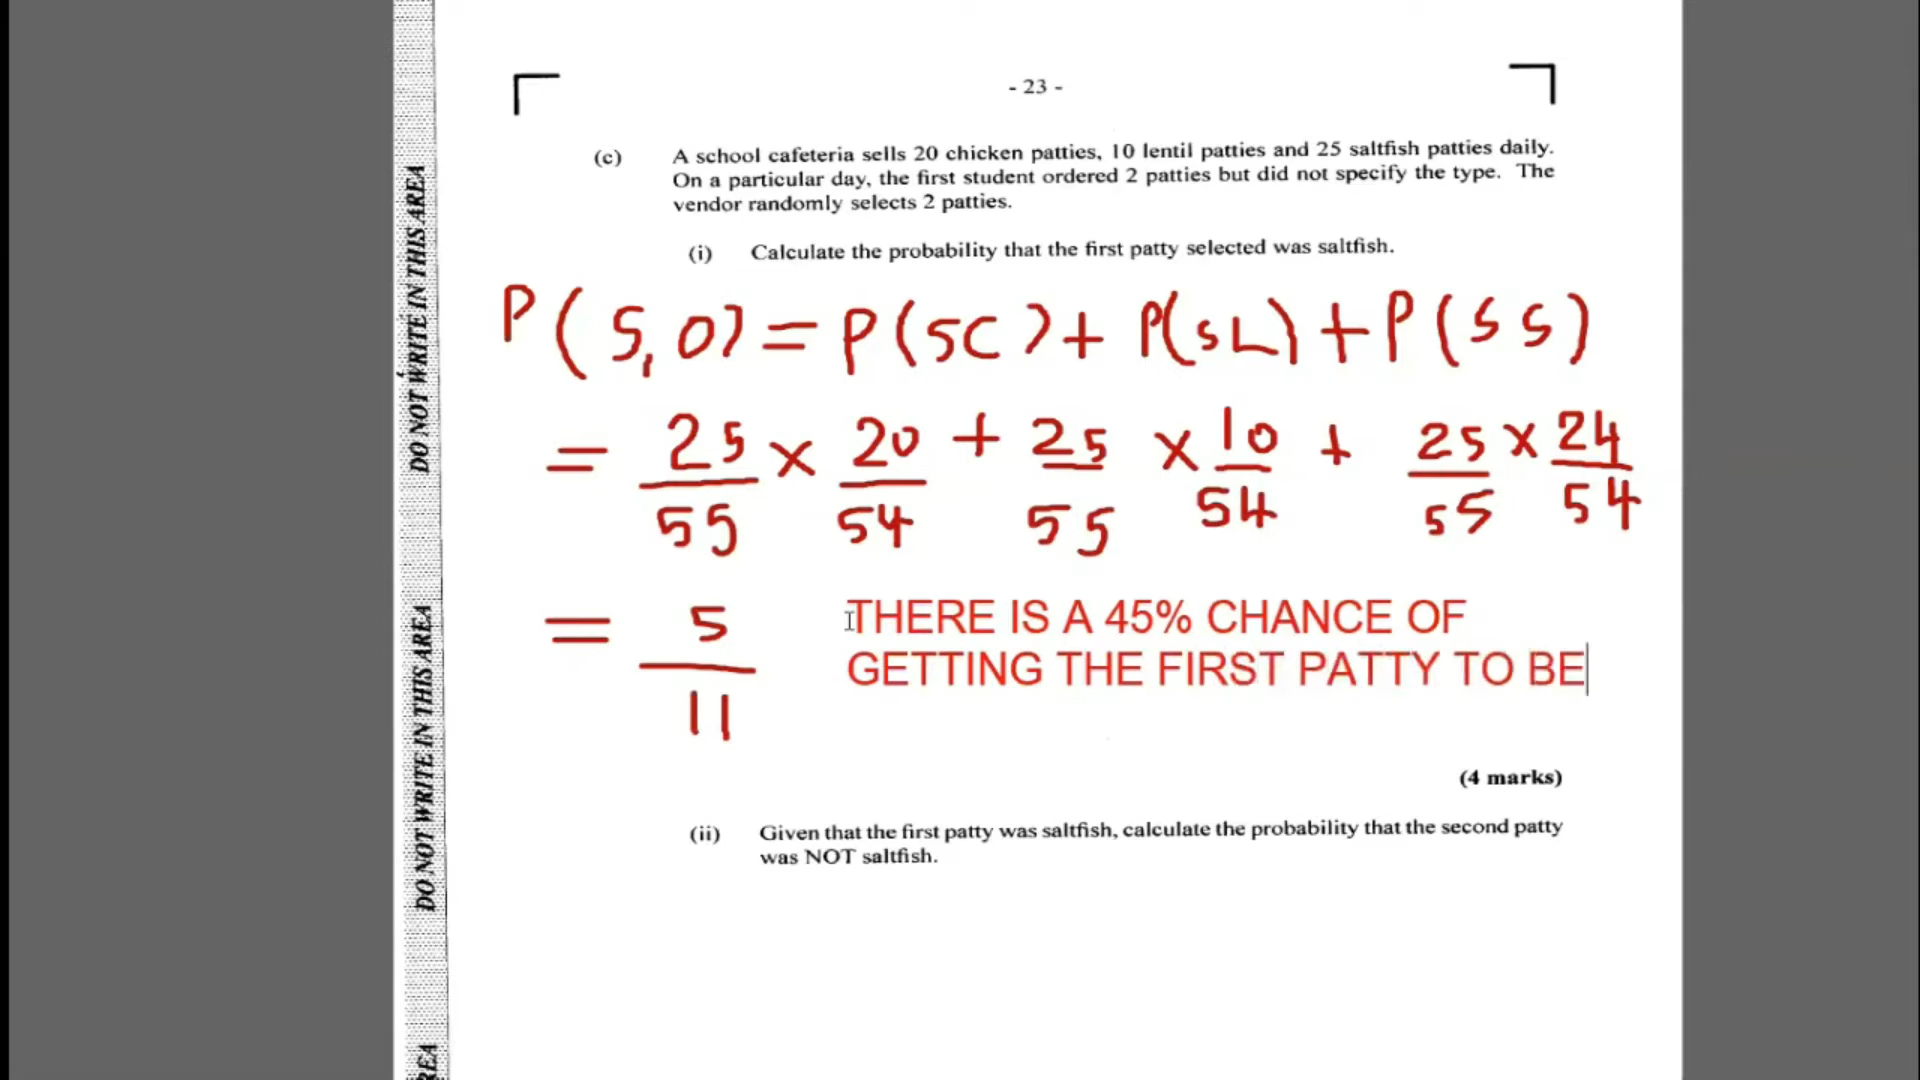 - 23 -
(c) A school cafeteria sells 20 chicken patties, 10 lentil patties and 25 saltfish patties daily.
On a particular day, the first student ordered 2 patties but did not specify the type. The
vendor randomly selects 2 patties.
(i) Calculate the probability that the first patty selected was saltfish.
P(S,O) = P(SC) + P(SL) + P(SS)
= 25/55 × 20/54 + 25/55 × 10/54 + 25/55 × 24/54
= 5/11
THERE IS A 45% CHANCE OF
GETTING THE FIRST PATTY TO BE
(4 marks)
(ii) Given that the first patty was saltfish, calculate the probability that the second patty
was NOT saltfish.
DO NOT WRITE IN THIS AREA
DO NOT WRITE IN THIS AREA
REA